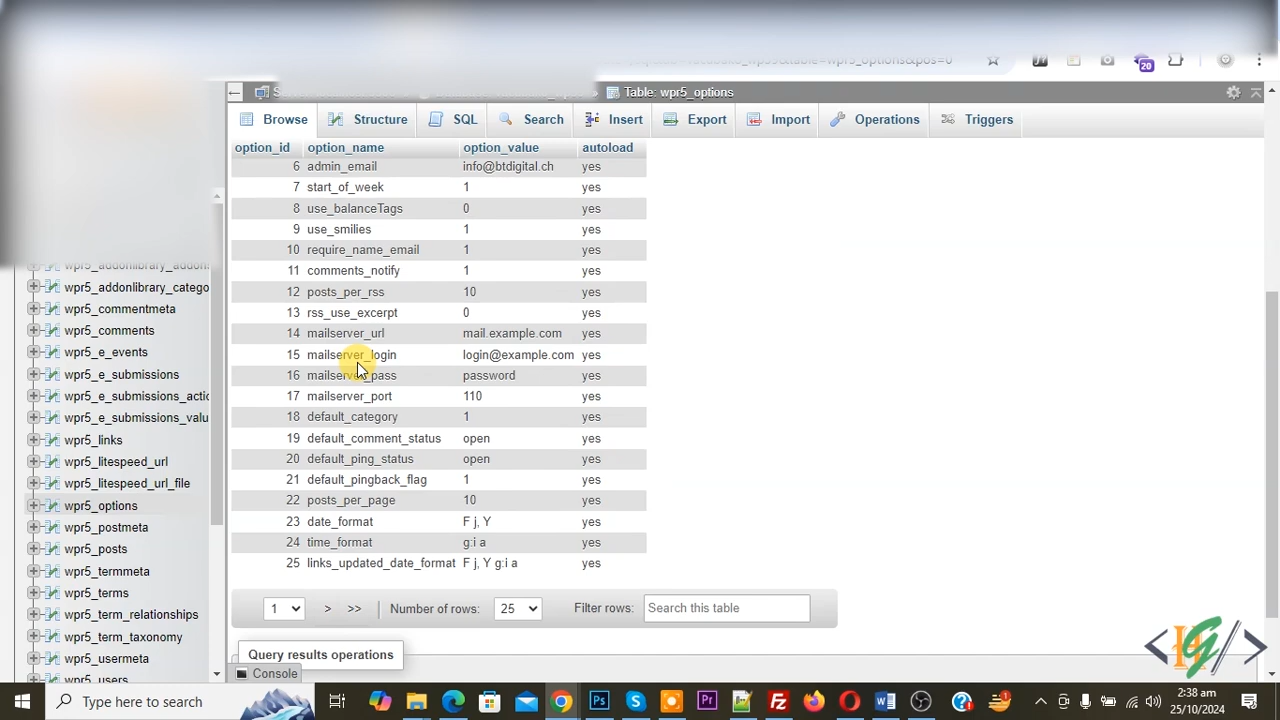 20
Table: wpr5_options
Browse Structure SQL Search Insert Export Import Operations Triggers
option_id option_name option_value autoload
6 admin_email info@btdigital.ch yes
7 start_of_week 1 yes
8 use_balanceTags 0 yes
9 use_smilies 1 yes
10 require_name_email 1 yes
11 comments_notify 1 yes
12 posts_per_rss 10 yes
13 rss_use_excerpt 0 yes
14 mailserver_url mail.example.com yes
15 mailserver_login login@example.com yes
16 mailserver_pass password yes
17 mailserver_port 110 yes
18 default_category 1 yes
19 default_comment_status open yes
20 default_ping_status open yes
21 default_pingback_flag 1 yes
22 posts_per_page 10 yes
23 date_format F j, Y yes
24 time_format g:i a yes
25 links_updated_date_format F j, Y g:i a yes
1 > >> Number of rows: 25 Filter rows: Search this table
Query results operations
Console
wpr5_addonlibrary_addon
wpr5_addonlibrary_catego
wpr5_commentmeta
wpr5_comments
wpr5_e_events
wpr5_e_submissions
wpr5_e_submissions_actio
wpr5_e_submissions_valu
wpr5_links
wpr5_litespeed_url
wpr5_litespeed_url_file
wpr5_options
wpr5_postmeta
wpr5_posts
wpr5_termmeta
wpr5_terms
wpr5_term_relationships
wpr5_term_taxonomy
wpr5_usermeta
wpr5_users
Type here to search
2:38 am
25/10/2024